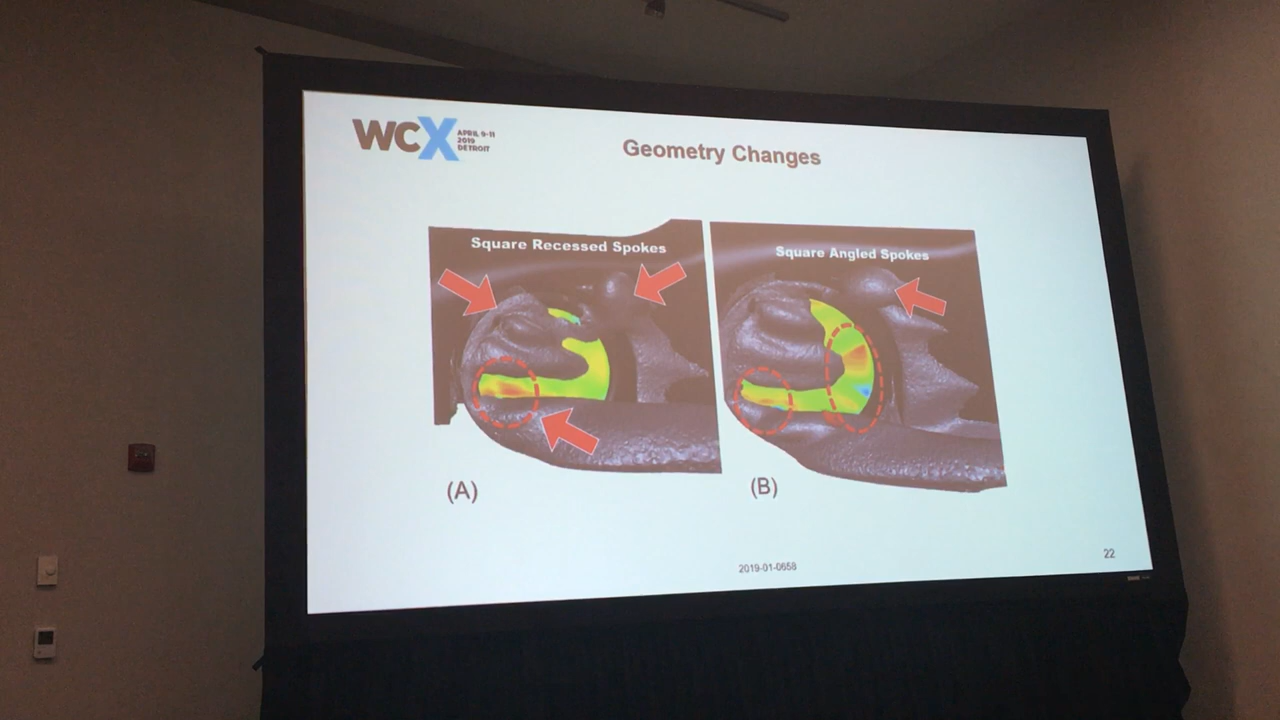 WCX
APRIL 9-11
2019
DETROIT
Geometry Changes
Square Recessed Spokes
Square Angled Spokes
(A)
(B)
2019-01-0658
22